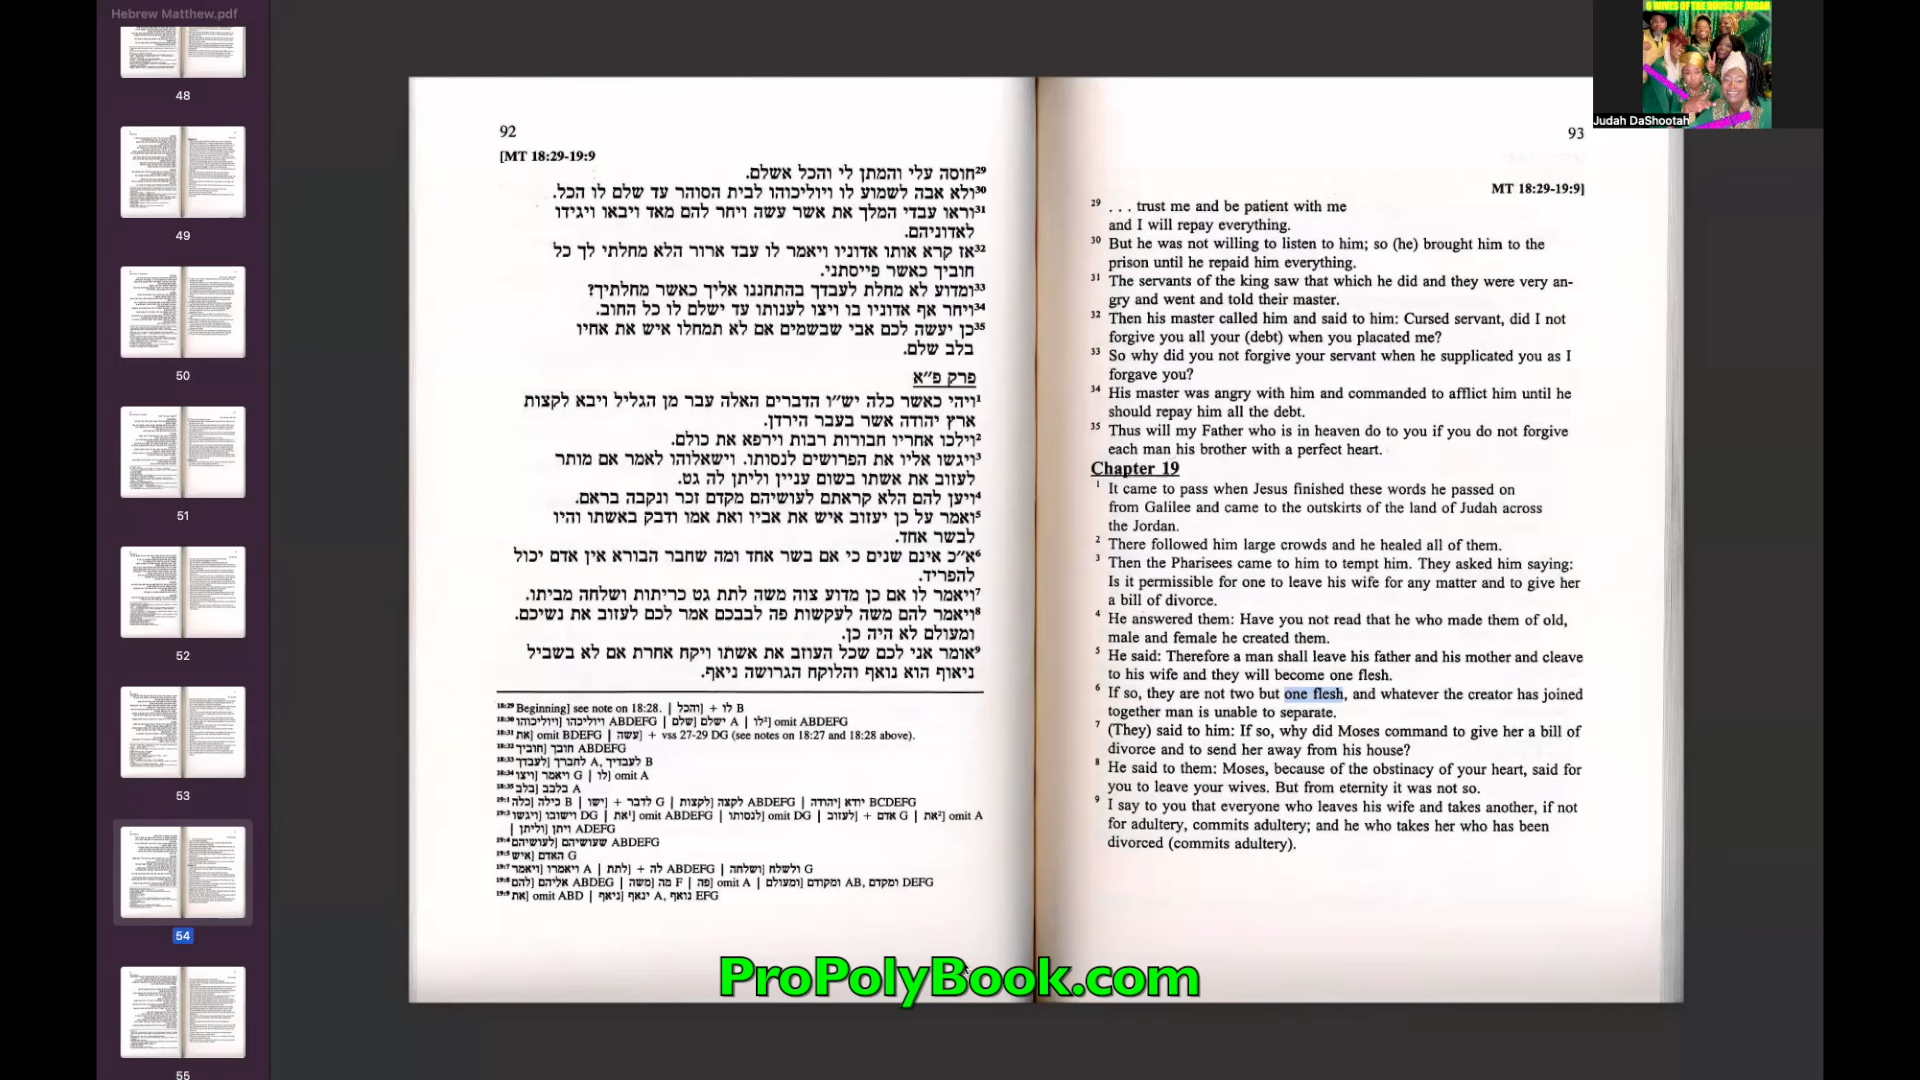 Hebrew Matthew.pdf
48
49
50
51
52
53
54
55
92
[MT 18:29-19:9
²⁹חוסה עלי והמתן לי והכל אשלם.
³⁰ולא אבה לשמוע לו ויוליכוהו לבית הסוהר עד שלם לו הכל.
³¹וראו עבדי המלך את אשר עשה ויחר להם מאד ויבאו ויגידו
לאדוניהם.
³²אז קרא אותו אדוניו ויאמר לו עבד ארור הלא מחלתי לך כל
חוביך כאשר פייסתני.
³³ומדוע לא מחלת לעבדך בהתחננו אליך כאשר מחלתיך?
³⁴ויחר אף אדוניו בו ויצו לענותו עד ישלם לו כל החוב.
³⁵כן יעשה לכם אבי שבשמים אם לא תמחלו איש את אחיו
בלב שלם.
פרק פ״א
¹ויהי כאשר כלה יש״ו הדברים האלה עבר מן הגליל ויבא לקצות
ארץ יהודה אשר בעבר הירדן.
²וילכו אחריו חבורות רבות וירפא את כולם.
³ויגשו אליו את הפרושים לנסותו. וישאלוהו לאמר אם מותר
לעזוב את אשתו בשום עניין וליתן לה גט.
⁴ויען להם הלא קראתם לעושיהם מקדם זכר ונקבה בראם.
⁵ואמר על כן יעזוב איש את אביו ואת אמו ודבק באשתו והיו
לבשר אחד.
⁶א״כ אינם שנים כי אם בשר אחד ומה שחבר הבורא אין אדם יכול
להפריד.
⁷ויאמר לו אם כן מדוע צוה משה לתת גט כריתות ושלחה מביתו.
⁸ויאמר להם משה לעקשות פה לבבכם אמר לכם לעזוב את נשיכם.
ומעולם לא היה כן.
⁹אומר אני לכם שכל העוזב את אשתו ויקח אחרת אם לא בשביל
ניאוף הוא נואף והלוקח הגרושה ניאף.
18:29 Beginning] see note on 18:28. | והכל] + לו B
18:30 ויוליכוהו] ויוליכהו ABDEFG | שלם] ישלם A | לו²] omit ABDEFG
18:31 את] omit BDEFG | עשה] + vss 27-29 DG (see notes on 18:27 and 18:28 above).
18:32 חוביך] חובך ABDEFG
18:33 לעבדך] לחברך A, לעבדיך B
18:34 ויצו] ויאמר G | לו] omit A
18:35 בלב] בלבב A
19:1 כלה] כילה B | ישו] + לדבר G | לקצות] לקצה ABDEFG | יהודה] יודא BCDEFG
19:3 ויגשו] וישובו DG | את¹] omit ABDEFG | לנסותו] omit DG | לעזוב] + אדם G | את²] omit A
| וליתן] ויתן ADEFG
19:4 לעושיהם] שעושיהם ABDEFG
19:5 איש] האדם G
19:7 ויאמר] ויאמרו A | לתת] + לה ABDEFG | ושלחה] ולשלח G
19:8 להם] אליהם ABDEG | משה] מה F | פה] omit A | ומעולם] ומקודם AB, ומקדם DEFG
19:9 את] omit ABD | ניאף] ינאף A, נואף EFG
93
MT 18:29-19:9]
²⁹ . . . trust me and be patient with me
and I will repay everything.
³⁰ But he was not willing to listen to him; so (he) brought him to the
prison until he repaid him everything.
³¹ The servants of the king saw that which he did and they were very an-
gry and went and told their master.
³² Then his master called him and said to him: Cursed servant, did I not
forgive you all your (debt) when you placated me?
³³ So why did you not forgive your servant when he supplicated you as I
forgave you?
³⁴ His master was angry with him and commanded to afflict him until he
should repay him all the debt.
³⁵ Thus will my Father who is in heaven do to you if you do not forgive
each man his brother with a perfect heart.
Chapter 19
¹ It came to pass when Jesus finished these words he passed on
from Galilee and came to the outskirts of the land of Judah across
the Jordan.
² There followed him large crowds and he healed all of them.
³ Then the Pharisees came to him to tempt him. They asked him saying:
Is it permissible for one to leave his wife for any matter and to give her
a bill of divorce.
⁴ He answered them: Have you not read that he who made them of old,
male and female he created them.
⁵ He said: Therefore a man shall leave his father and his mother and cleave
to his wife and they will become one flesh.
⁶ If so, they are not two but one flesh, and whatever the creator has joined
together man is unable to separate.
⁷ (They) said to him: If so, why did Moses command to give her a bill of
divorce and to send her away from his house?
⁸ He said to them: Moses, because of the obstinacy of your heart, said for
you to leave your wives. But from eternity it was not so.
⁹ I say to you that everyone who leaves his wife and takes another, if not
for adultery, commits adultery; and he who takes her who has been
divorced (commits adultery).
6 WIVES OF THE HOUSE OF JUDAH
Judah DaShootah
ProPolyBook.com